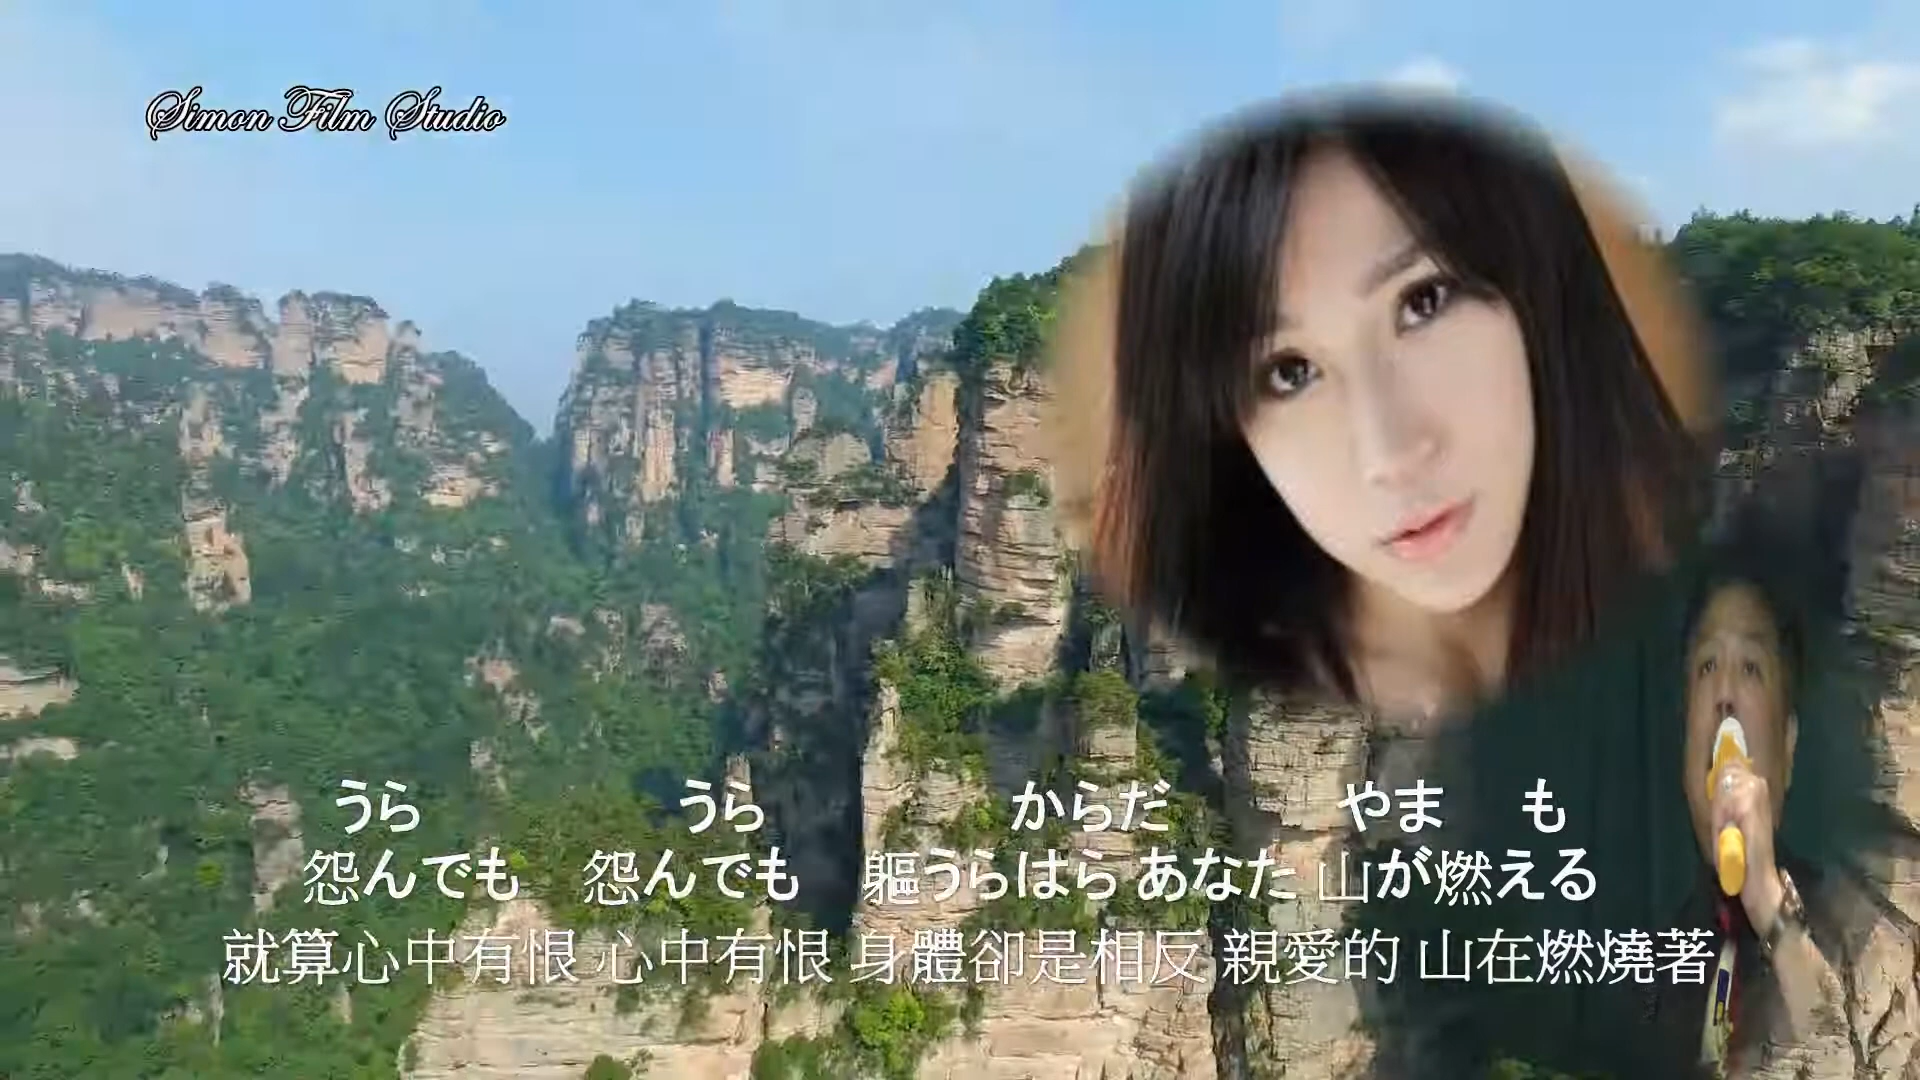 Simon Film Studio
うら うら からだ やま も
怨んでも 怨んでも 軀うらはら あなた 山が燃える
就算心中有恨 心中有恨 身體卻是相反 親愛的 山在燃燒著